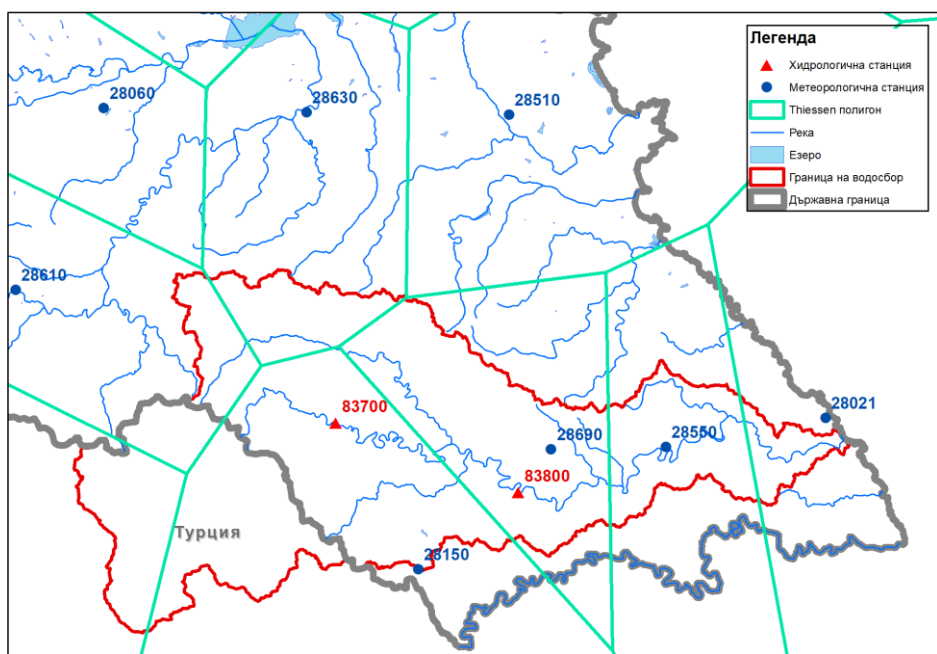 Легенда
Хидрологична станция
Метеорологична станция
Thiessen полигон
Река
Езеро
Граница на водосбор
Държавна граница
28060
28630
28510
28610
83700
28021
28690
28550
83800
Турция
28150